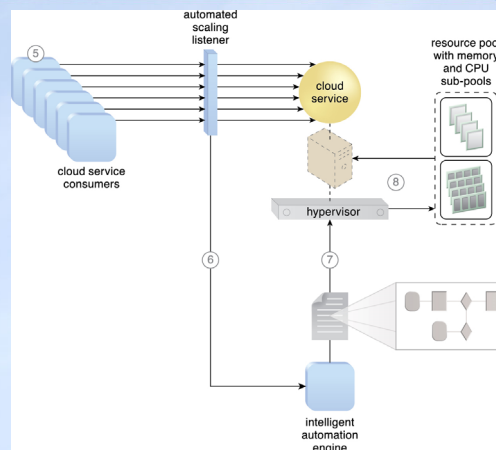 automated
scaling
listener
5
cloud service
consumers
cloud
service
resource pool
with memory
and CPU
sub-pools
8
hypervisor
6
7
intelligent
automation
engine